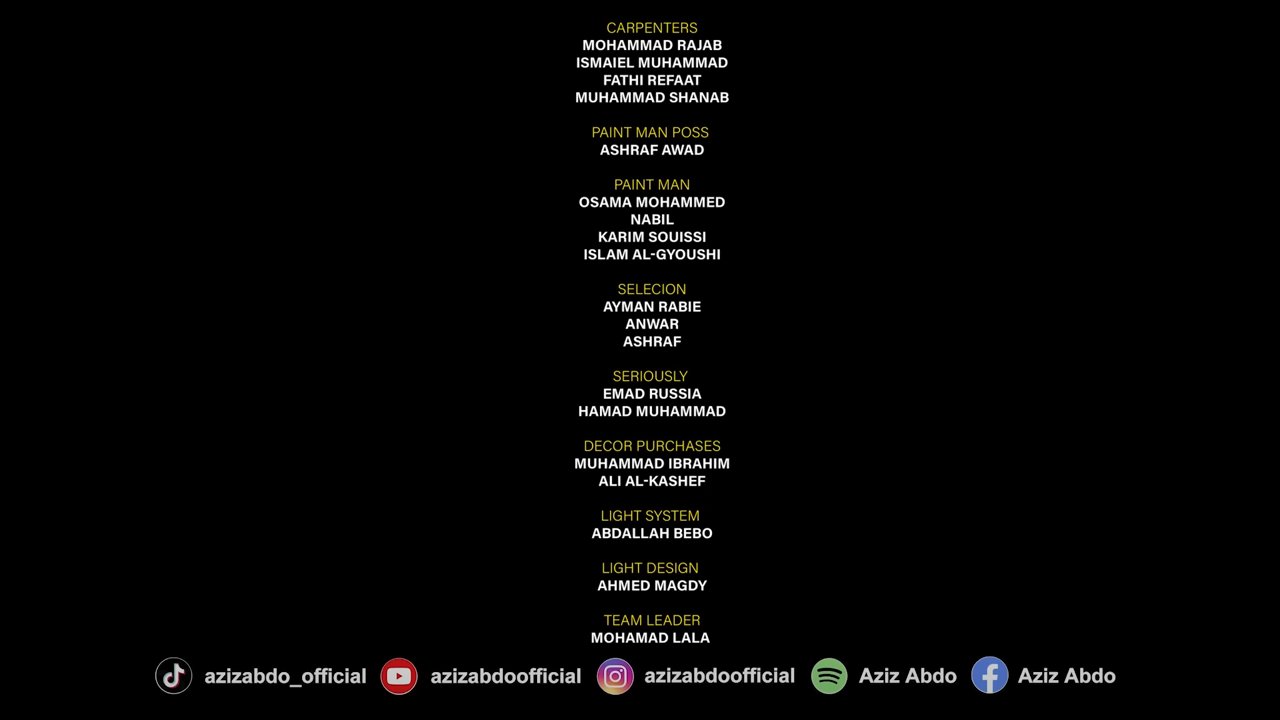 CARPENTERS
MOHAMMAD RAJAB
ISMAIEL MUHAMMAD
FATHI REFAAT
MUHAMMAD SHANAB
PAINT MAN POSS
ASHRAF AWAD
PAINT MAN
OSAMA MOHAMMED
NABIL
KARIM SOUISSI
ISLAM AL-GYOUSHI
SELECION
AYMAN RABIE
ANWAR
ASHRAF
SERIOUSLY
EMAD RUSSIA
HAMAD MUHAMMAD
DECOR PURCHASES
MUHAMMAD IBRAHIM
ALI AL-KASHEF
LIGHT SYSTEM
ABDALLAH BEBO
LIGHT DESIGN
AHMED MAGDY
TEAM LEADER
MOHAMAD LALA
azizabdo_official azizabdoofficial azizabdoofficial Aziz Abdo Aziz Abdo